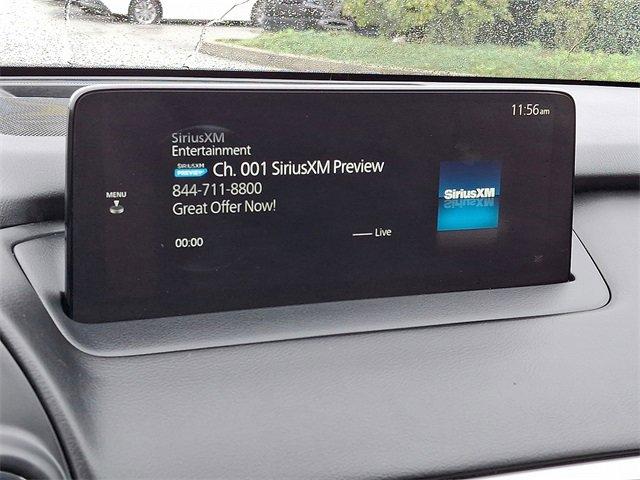 11:56am
SiriusXM
Entertainment
SIRIUSXM PREVIEW Ch. 001 SiriusXM Preview
844-711-8800
Great Offer Now!
MENU
SiriusXM
00:00
Live